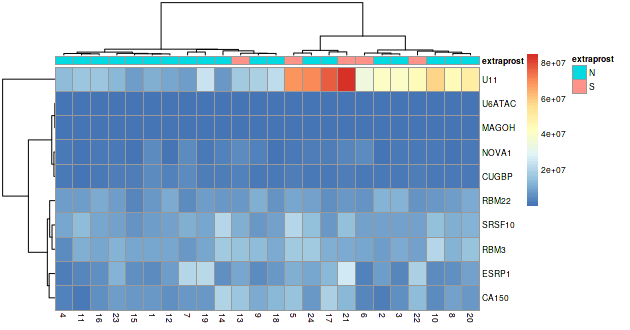 extraprost
U11
U6ATAC
MAGOH
NOVA1
CUGBP
RBM22
SRSF10
RBM3
ESRP1
CA150
4 11 16 23 15 1 12 7 19 14 13 9 18 5 24 17 21 6 2 3 22 10 8 20
8e+07
6e+07
4e+07
2e+07
extraprost
N
S